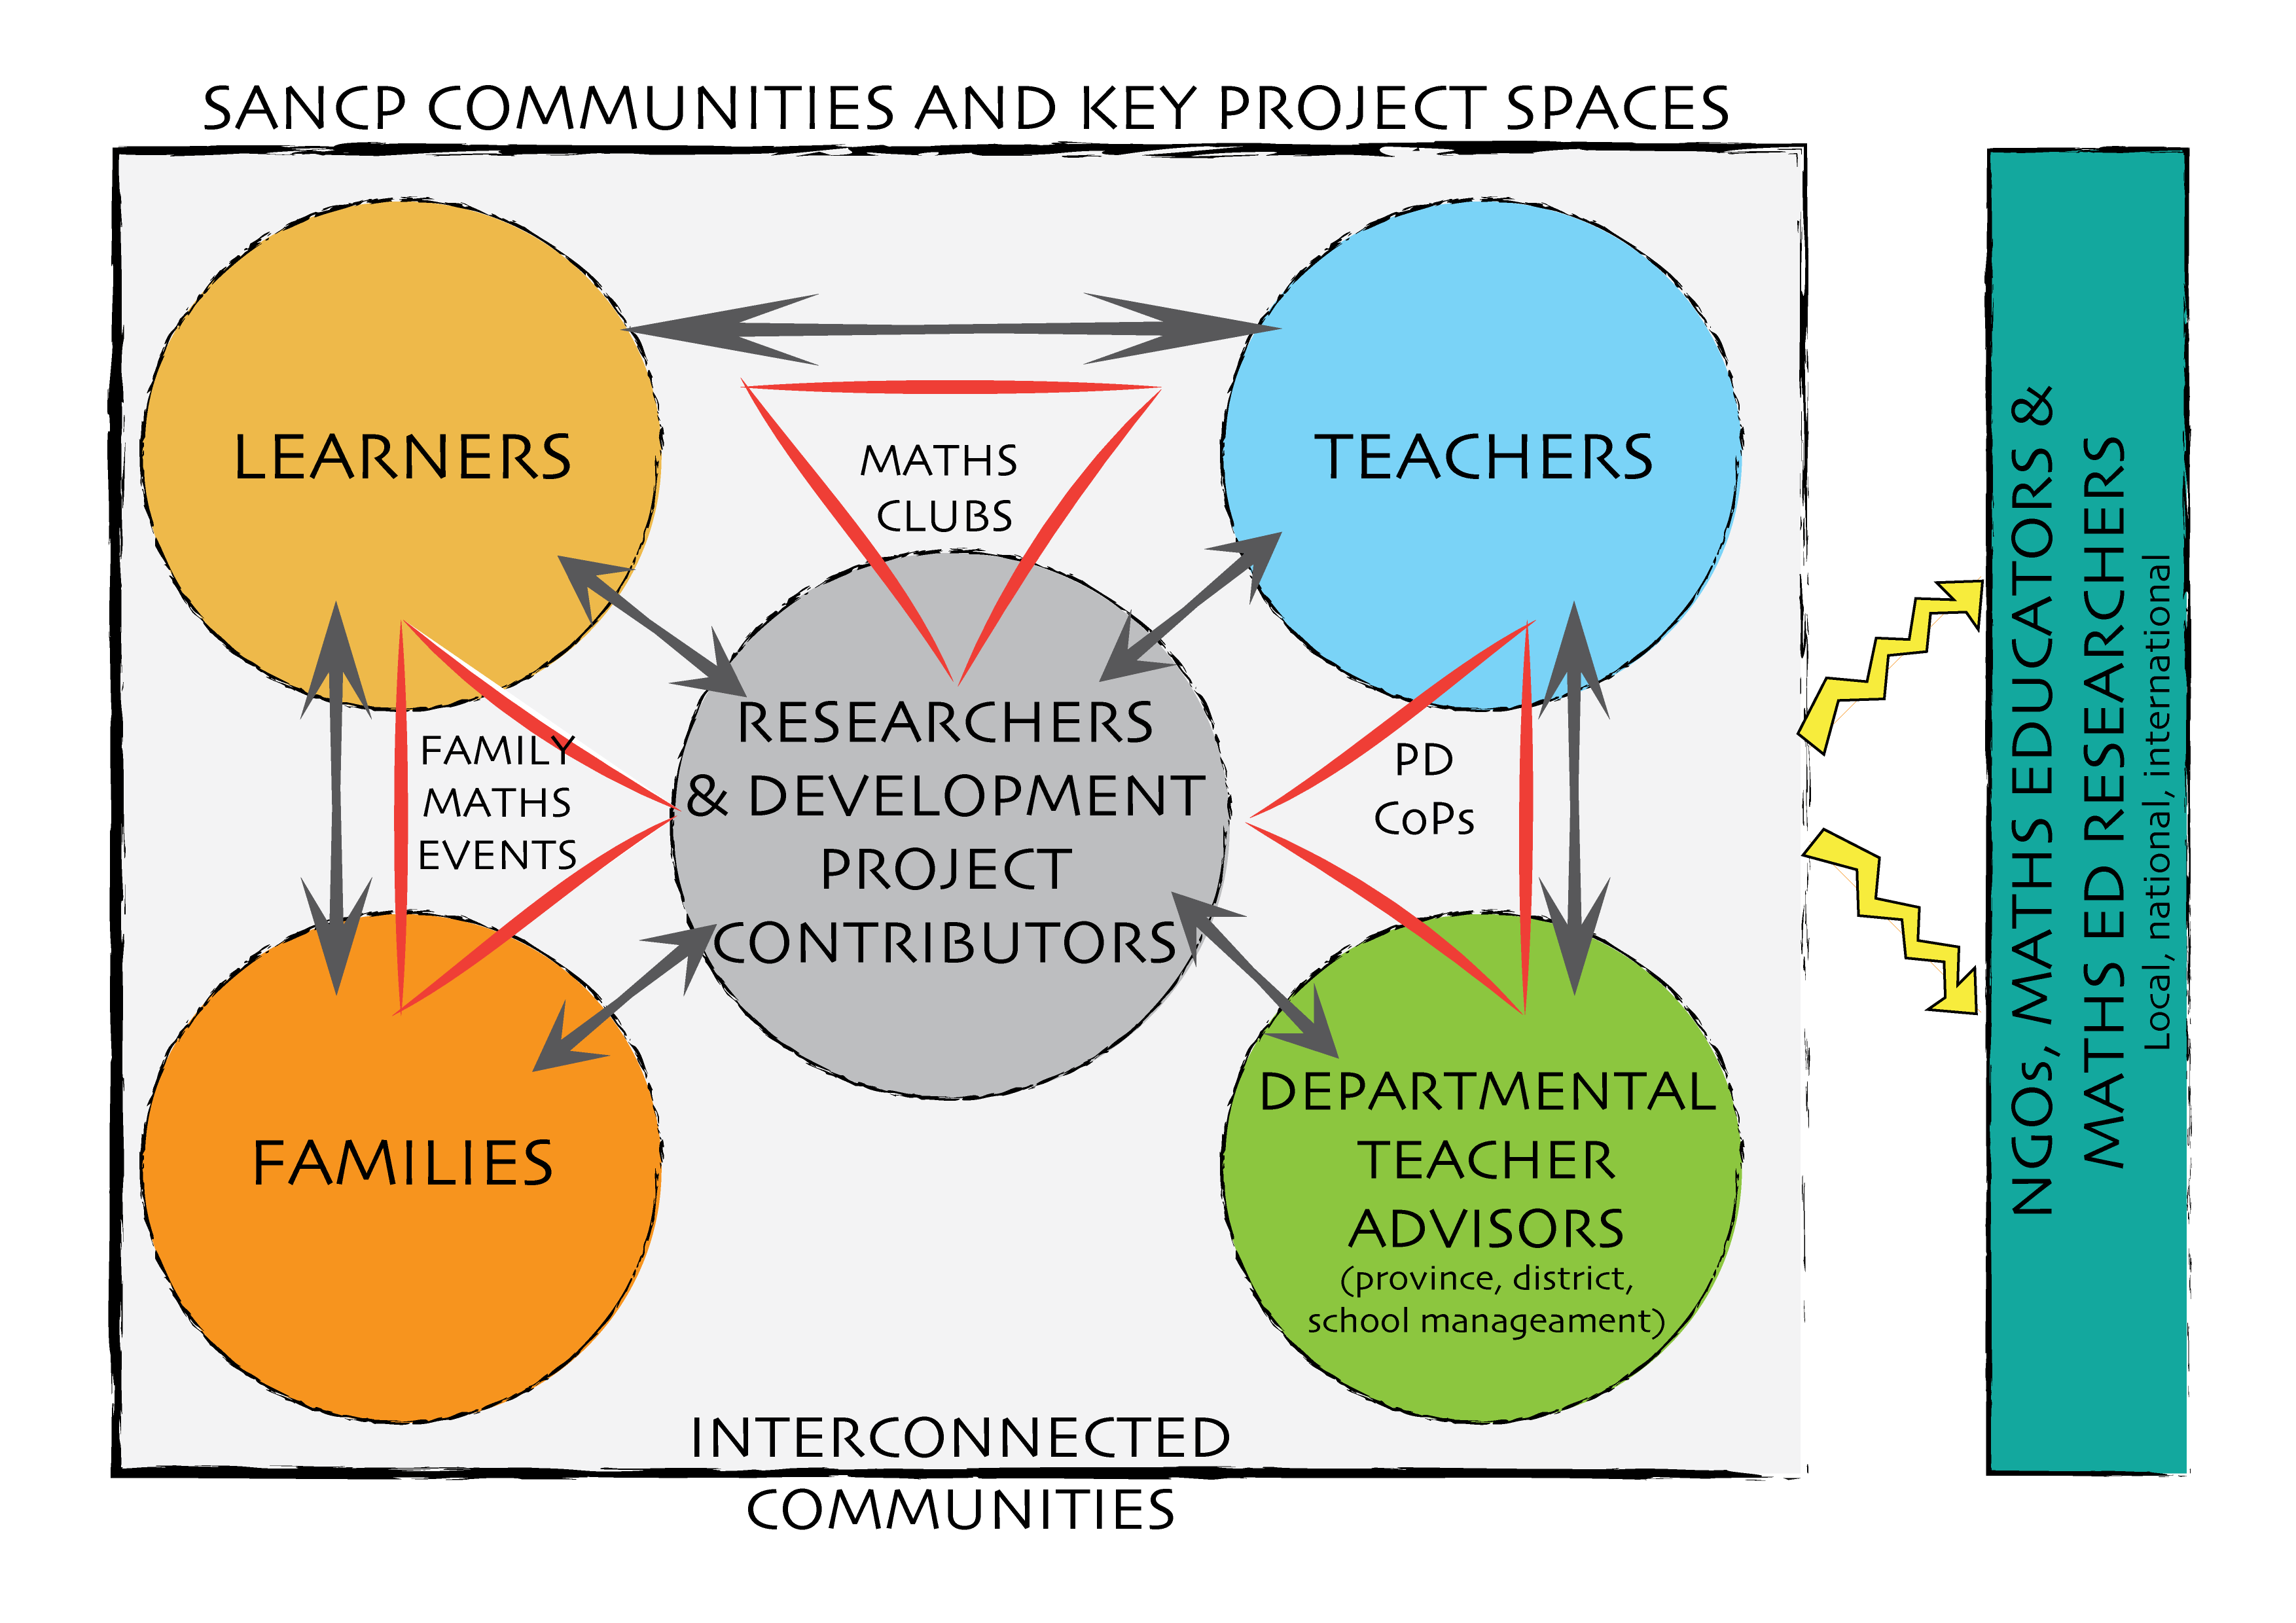 SANCP COMMUNITIES AND KEY PROJECT SPACES
LEARNERS
TEACHERS
MATHS
CLUBS
FAMILY
MATHS
EVENTS
RESEARCHERS
& DEVELOPMENT
PROJECT
CONTRIBUTORS
PD
CoPs
FAMILIES
DEPARTMENTAL
TEACHER
ADVISORS
(province, district,
school manageament)
INTERCONNECTED
COMMUNITIES
NGOs, MATHS EDUCATORS &
MATHS ED RESEARCHERS
Local, national, international